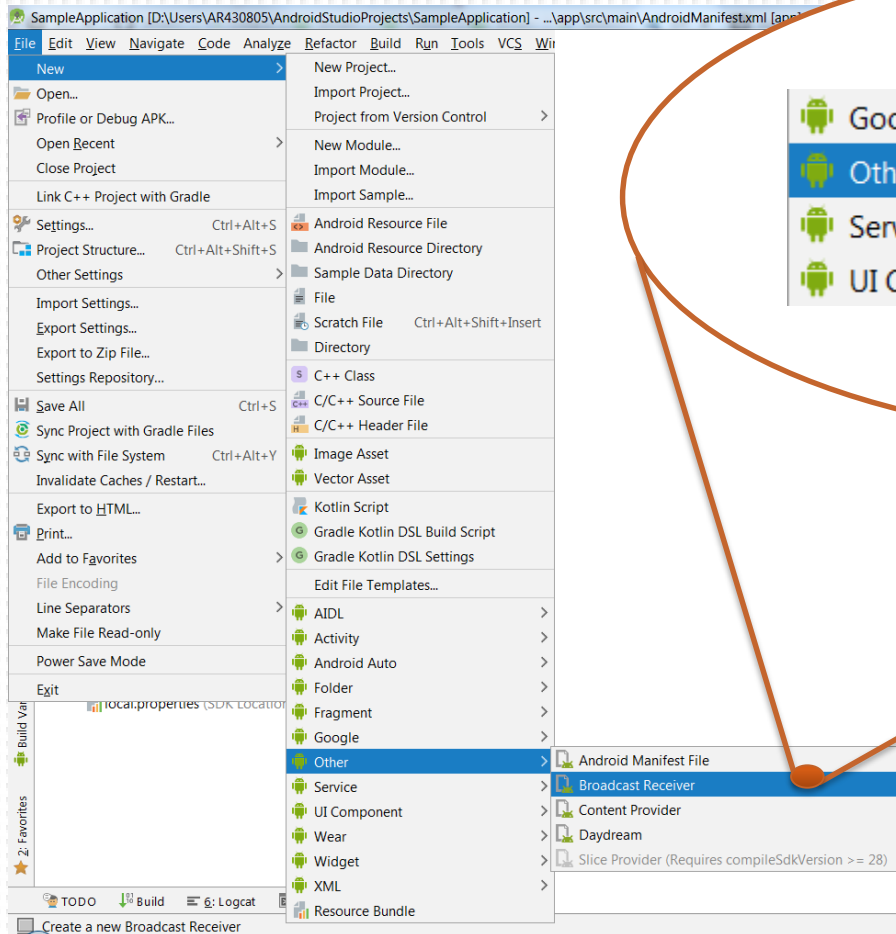 SampleApplication [D:\Users\AR430805\AndroidStudioProjects\SampleApplication] - ...\app\src\main\AndroidManifest.xml [app]
File Edit View Navigate Code Analyze Refactor Build Run Tools VCS Wi
New
Open...
Profile or Debug APK...
Open Recent
Close Project
Link C++ Project with Gradle
Settings... Ctrl+Alt+S
Project Structure... Ctrl+Alt+Shift+S
Other Settings
Import Settings...
Export Settings...
Export to Zip File...
Settings Repository...
Save All Ctrl+S
Sync Project with Gradle Files
Sync with File System Ctrl+Alt+Y
Invalidate Caches / Restart...
Export to HTML...
Print...
Add to Favorites
File Encoding
Line Separators
Make File Read-only
Power Save Mode
Exit
New Project...
Import Project...
Project from Version Control
New Module...
Import Module...
Import Sample...
Android Resource File
Android Resource Directory
Sample Data Directory
File
Scratch File Ctrl+Alt+Shift+Insert
Directory
S C++ Class
C/C++ Source File
C/C++ Header File
Image Asset
Vector Asset
Kotlin Script
G Gradle Kotlin DSL Build Script
G Gradle Kotlin DSL Settings
Edit File Templates...
AIDL
Activity
Android Auto
Folder
Fragment
Google
Other
Service
UI Component
Wear
Widget
XML
Resource Bundle
Android Manifest File
Broadcast Receiver
Content Provider
Daydream
Slice Provider (Requires compileSdkVersion >= 28)
Goo
Oth
Serv
UI C
local.properties (SDK Location
Build Var
2: Favorites
TODO Build 6: Logcat
Create a new Broadcast Receiver